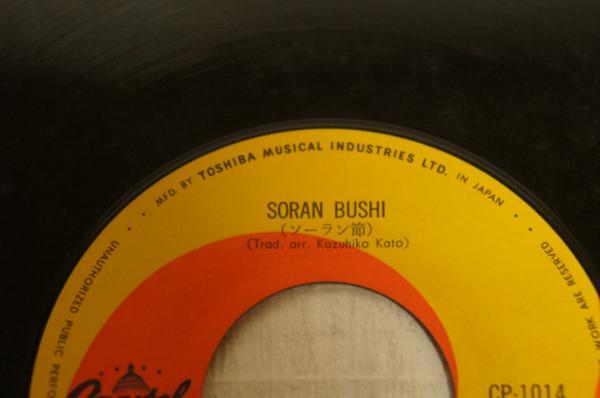 MFD. BY TOSHIBA MUSICAL INDUSTRIES LTD. IN JAPAN
SORAN BUSHI
(ソーラン節)
(Trad. arr. Kazuhiko Kato)
UNAUTHORIZED PUBLIC
WORK ARE RESERVED
Capitol
CP-1014